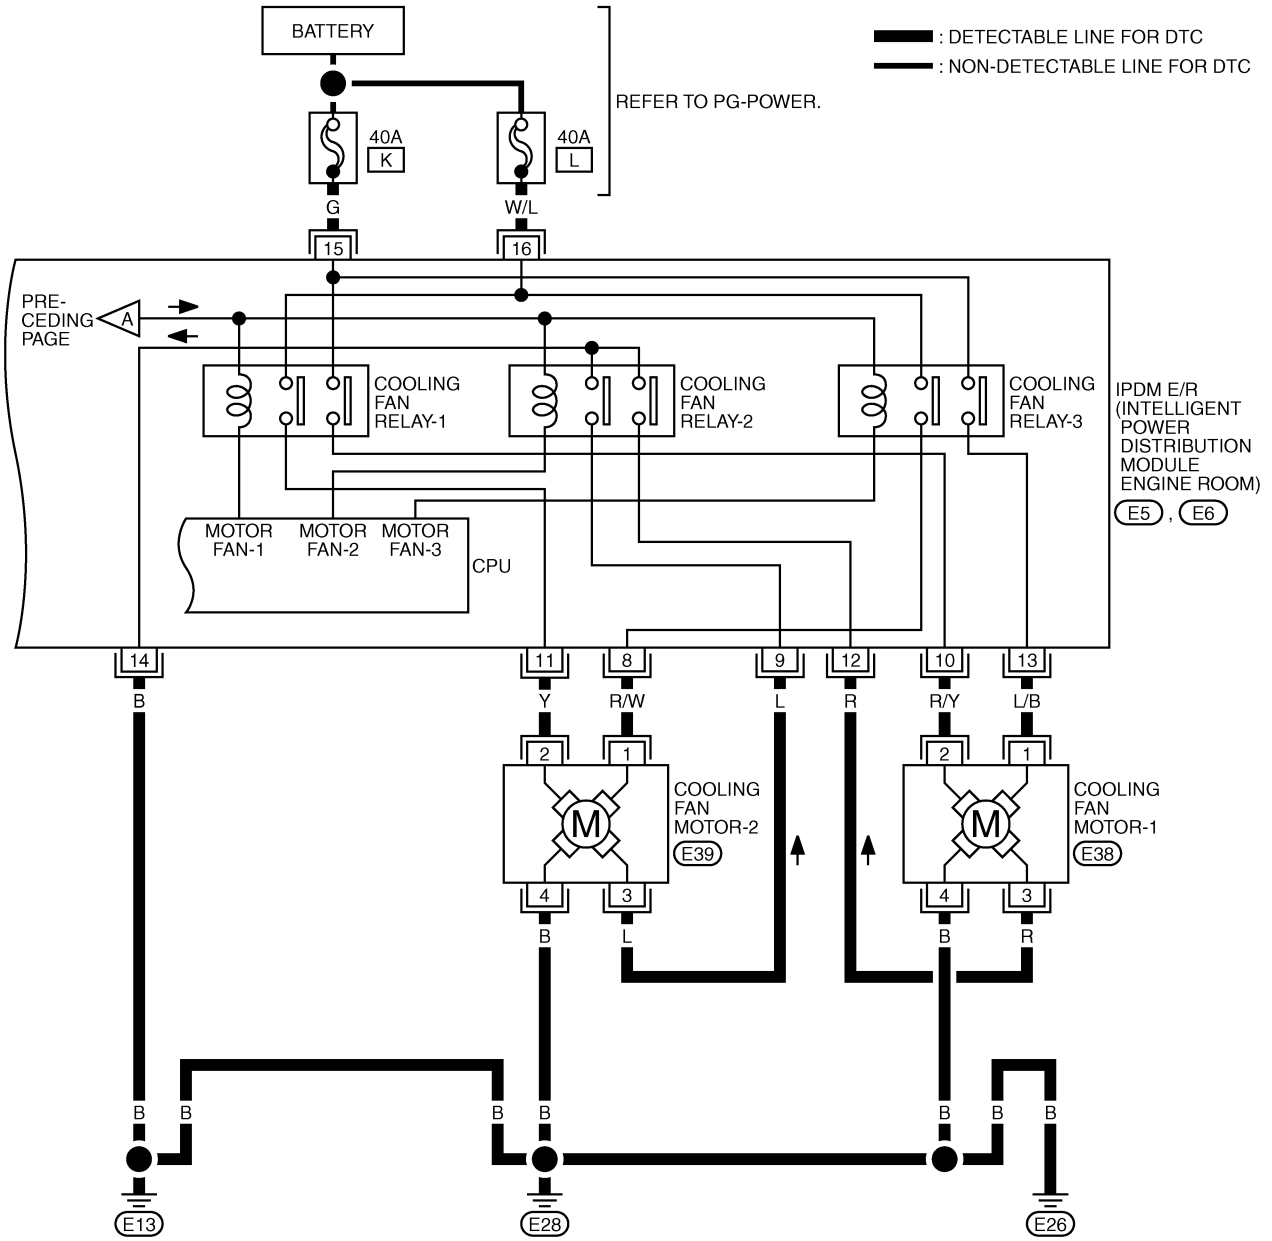 BATTERY
: DETECTABLE LINE FOR DTC
: NON-DETECTABLE LINE FOR DTC
REFER TO PG-POWER.
40A
K
40A
L
G
W/L
15
16
PRE-
CEDING
PAGE
A
COOLING
FAN
RELAY-1
COOLING
FAN
RELAY-2
COOLING
FAN
RELAY-3
IPDM E/R
(INTELLIGENT
POWER
DISTRIBUTION
MODULE
ENGINE ROOM)
E5 , E6
MOTOR
FAN-1
MOTOR
FAN-2
MOTOR
FAN-3
CPU
14
11
8
9
12
10
13
B
Y
R/W
L
R
R/Y
L/B
2
1
2
1
COOLING
FAN
MOTOR-2
E39
COOLING
FAN
MOTOR-1
E38
M
M
4
3
4
3
B
L
B
R
B
B
B
B
B
B
B
E13
E28
E26